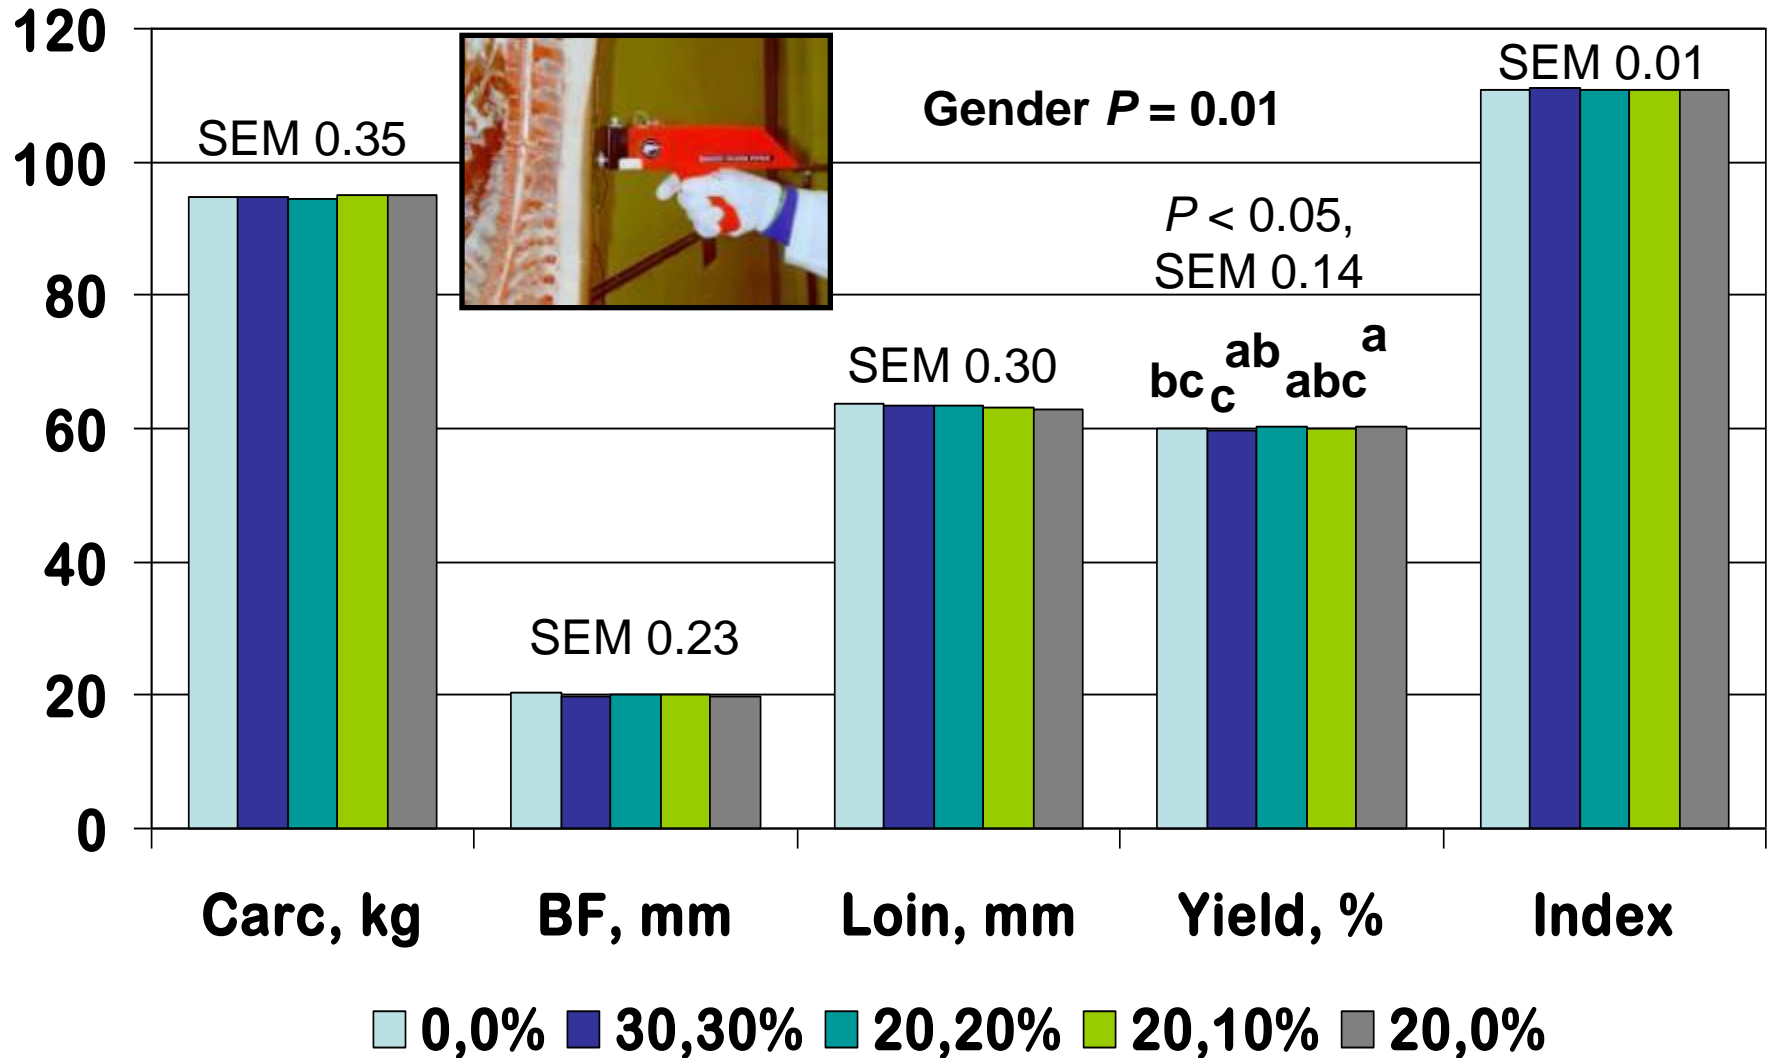 120
100
80
60
40
20
0
SEM 0.35
SEM 0.23
SEM 0.30
Gender P = 0.01
P < 0.05,
SEM 0.14
bc c ab abc a
SEM 0.01
Carc, kg
BF, mm
Loin, mm
Yield, %
Index
0,0% 30,30% 20,20% 20,10% 20,0%